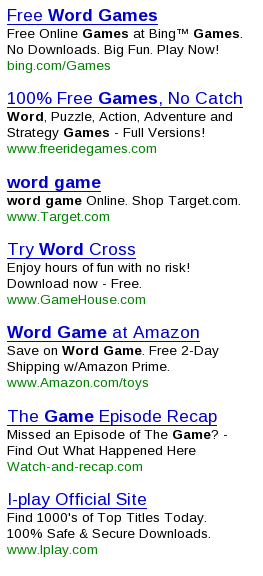 Free Word Games
Free Online Games at Bing™ Games.
No Downloads. Big Fun. Play Now!
bing.com/Games
100% Free Games, No Catch
Word, Puzzle, Action, Adventure and
Strategy Games - Full Versions!
www.freeridegames.com
word game
word game Online. Shop Target.com.
www.Target.com
Try Word Cross
Enjoy hours of fun with no risk!
Download now - Free.
www.GameHouse.com
Word Game at Amazon
Save on Word Game. Free 2-Day
Shipping w/Amazon Prime.
www.Amazon.com/toys
The Game Episode Recap
Missed an Episode of The Game? -
Find Out What Happened Here
Watch-and-recap.com
I-play Official Site
Find 1000's of Top Titles Today.
100% Safe & Secure Downloads.
www.Iplay.com